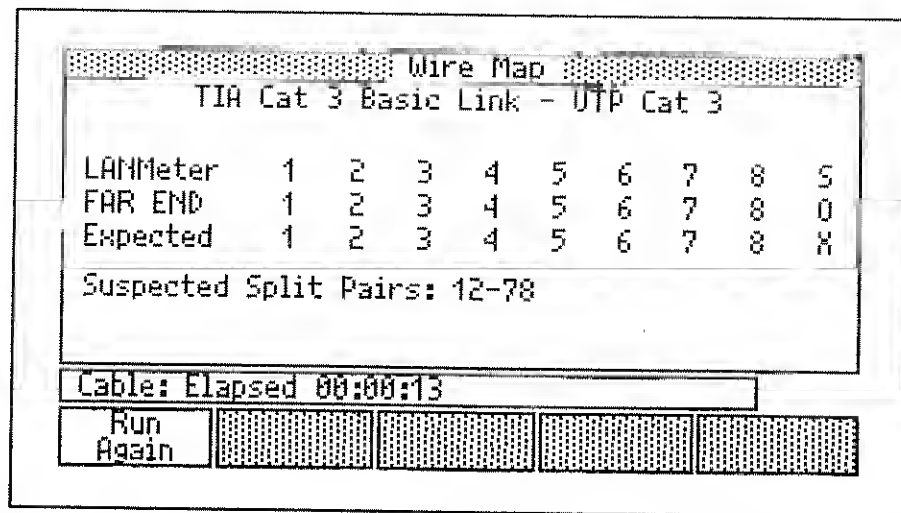 Wire Map
TIA Cat 3 Basic Link - UTP Cat 3
LANMeter 1 2 3 4 5 6 7 8 S
FAR END 1 2 3 4 5 6 7 8 O
Expected 1 2 3 4 5 6 7 8 X
Suspected Split Pairs: 12-78
Cable: Elapsed 00:00:13
Run
Again